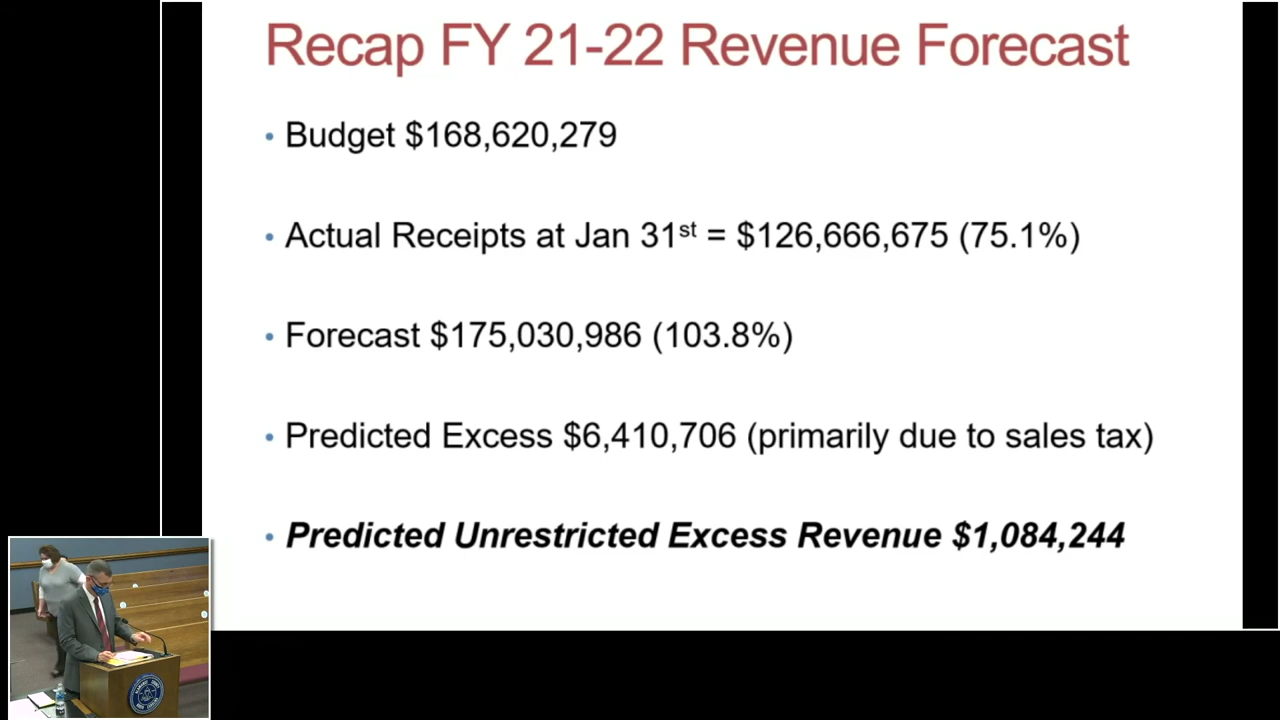 Recap FY 21-22 Revenue Forecast
• Budget $168,620,279
• Actual Receipts at Jan 31st = $126,666,675 (75.1%)
• Forecast $175,030,986 (103.8%)
• Predicted Excess $6,410,706 (primarily due to sales tax)
• Predicted Unrestricted Excess Revenue $1,084,244